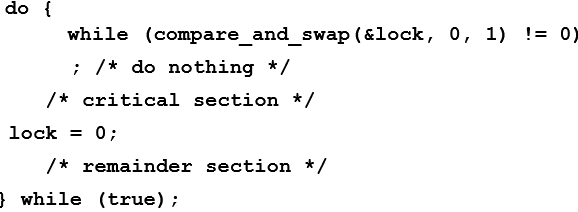 do {
while (compare_and_swap(&lock, 0, 1) != 0)
; /* do nothing */
/* critical section */
lock = 0;
/* remainder section */
} while (true);